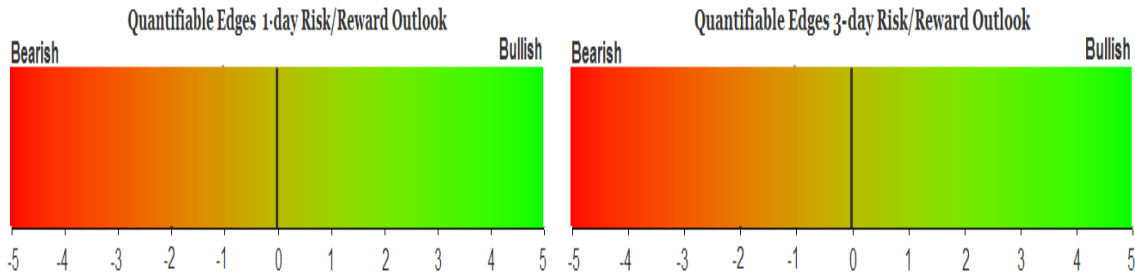 Quantifiable Edges 1-day Risk/Reward Outlook
Bearish Bullish
-5 -4 -3 -2 -1 0 1 2 3 4 5
Quantifiable Edges 3-day Risk/Reward Outlook
Bearish Bullish
-5 -4 -3 -2 -1 0 1 2 3 4 5